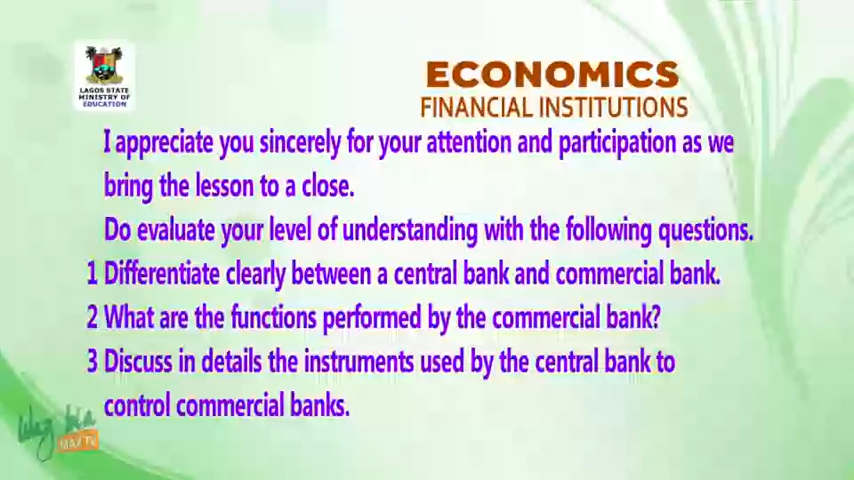 LAGOS STATE
MINISTRY OF
EDUCATION
ECONOMICS
FINANCIAL INSTITUTIONS
I appreciate you sincerely for your attention and participation as we
bring the lesson to a close.
Do evaluate your level of understanding with the following questions.
1 Differentiate clearly between a central bank and commercial bank.
2 What are the functions performed by the commercial bank?
3 Discuss in details the instruments used by the central bank to
control commercial banks.
MAX TV